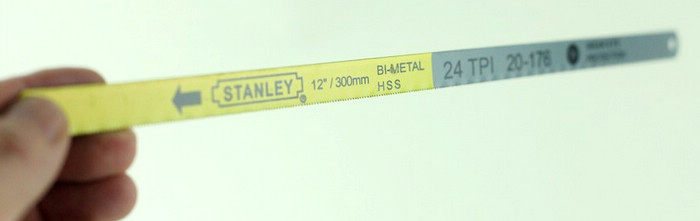 STANLEY
12" / 300mm
BI-METAL
HSS
24 TPI 20-176